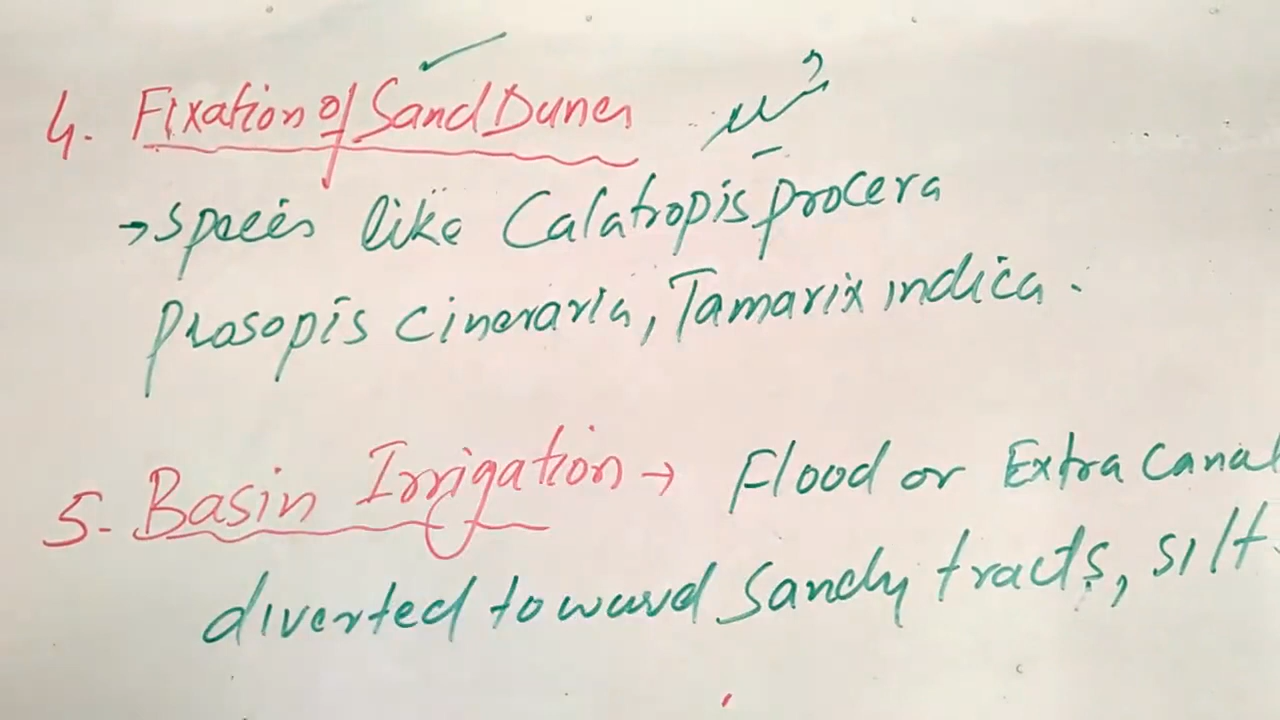 4. Fixation of Sand Dunes
→ Species like Calatropis procera
Prosopis cineraria, Tamarix indica.
5- Basin Irrigation → Flood or Extra Canal
diverted toward Sandy tracts, silt